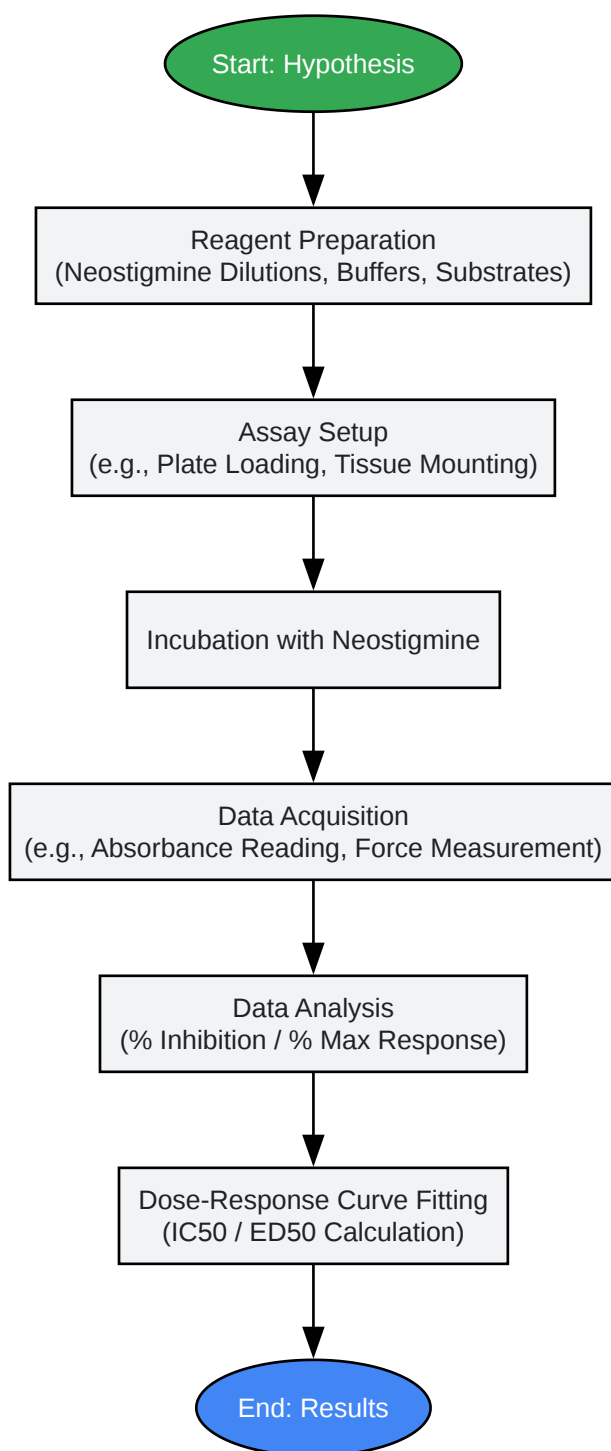 Start: Hypothesis
Reagent Preparation
(Neostigmine Dilutions, Buffers, Substrates)
Assay Setup
(e.g., Plate Loading, Tissue Mounting)
Incubation with Neostigmine
Data Acquisition
(e.g., Absorbance Reading, Force Measurement)
Data Analysis
(% Inhibition / % Max Response)
Dose-Response Curve Fitting
(IC50 / ED50 Calculation)
End: Results